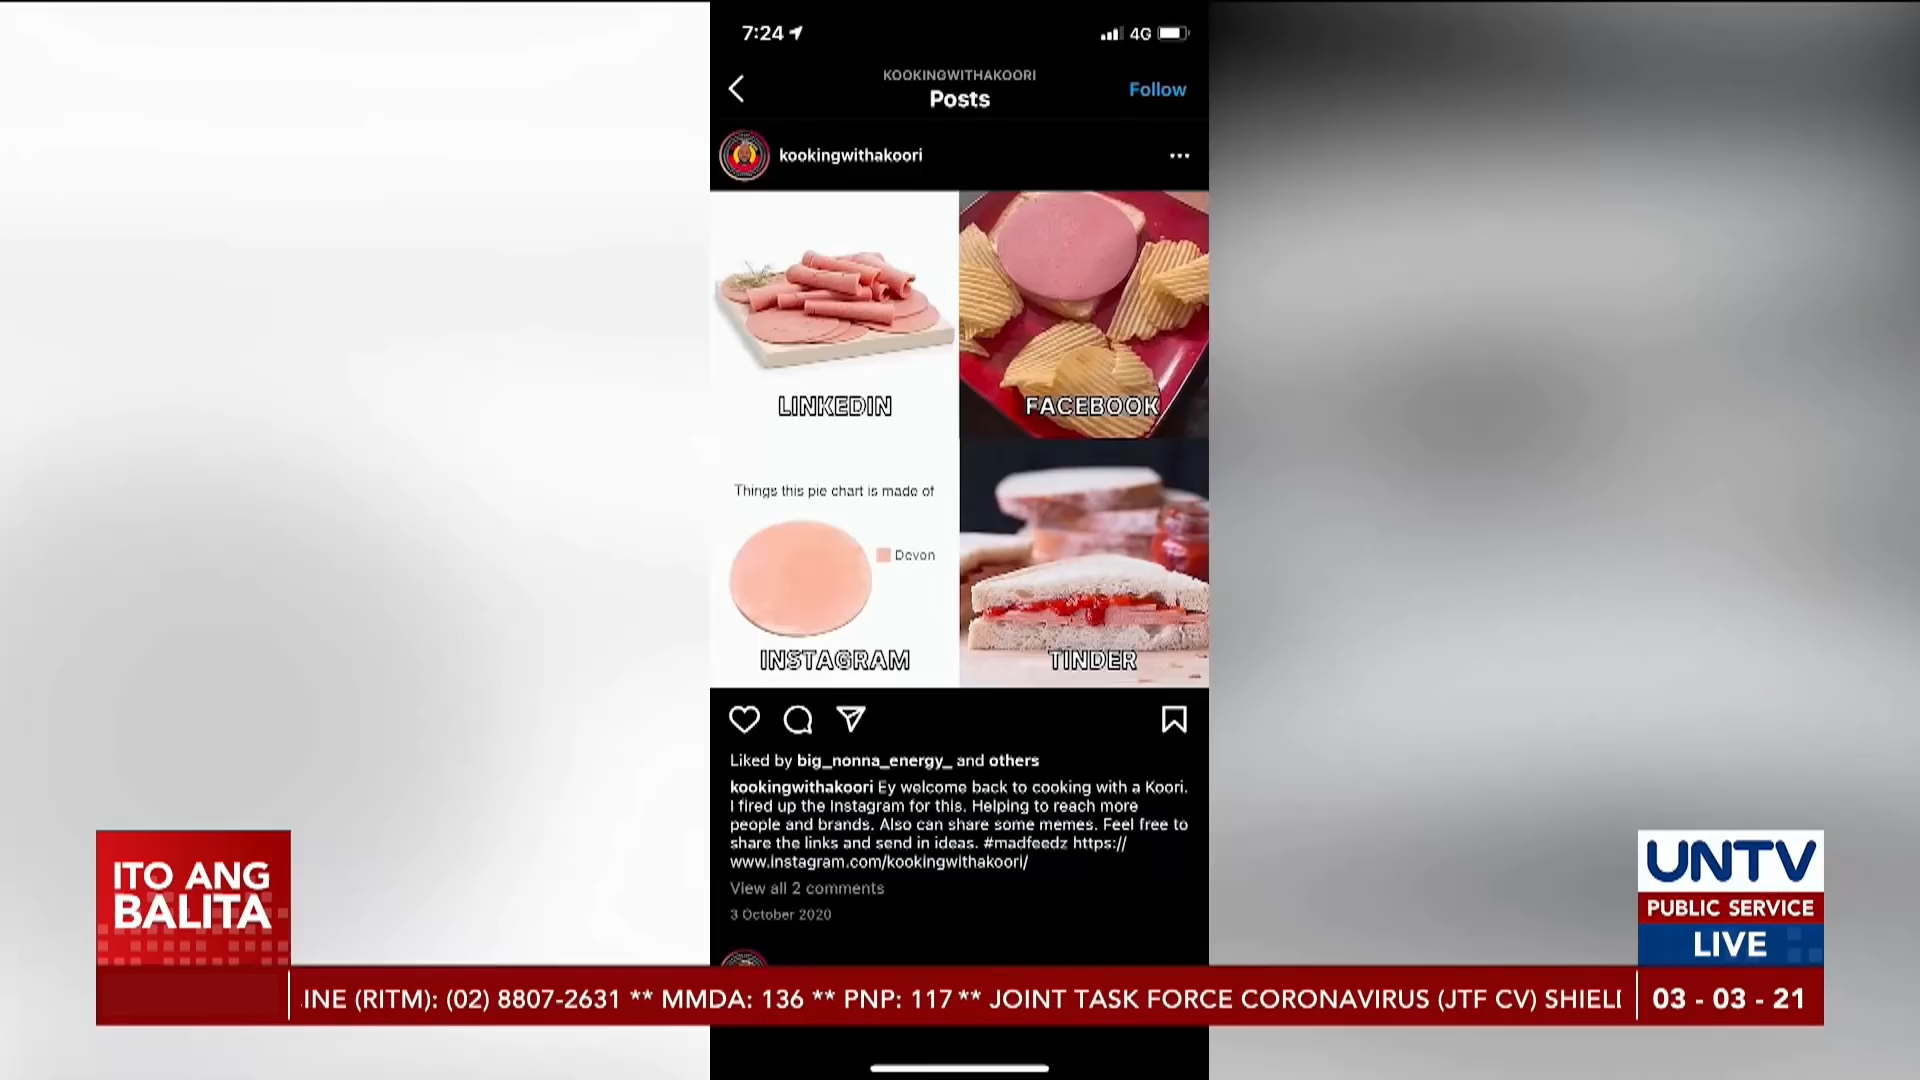 7:24
4G
KOOKINGWITHAKOORI
Posts
Follow
kookingwithakoori
LINKEDIN
FACEBOOK
Things this pie chart is made of
Devon
INSTAGRAM
TINDER
Liked by big_nonna_energy_ and others
kookingwithakoori Ey welcome back to cooking with a Koori.
I fired up the Instagram for this. Helping to reach more
people and brands. Also can share some memes. Feel free to
share the links and send in ideas. #madfeedz https://
www.instagram.com/kookingwithakoori/
View all 2 comments
3 October 2020
ITO ANG
BALITA
UNTV
PUBLIC SERVICE
LIVE
INE (RITM): (02) 8807-2631 ** MMDA: 136 ** PNP: 117 ** JOINT TASK FORCE CORONAVIRUS (JTF CV) SHIEL
03 - 03 - 21